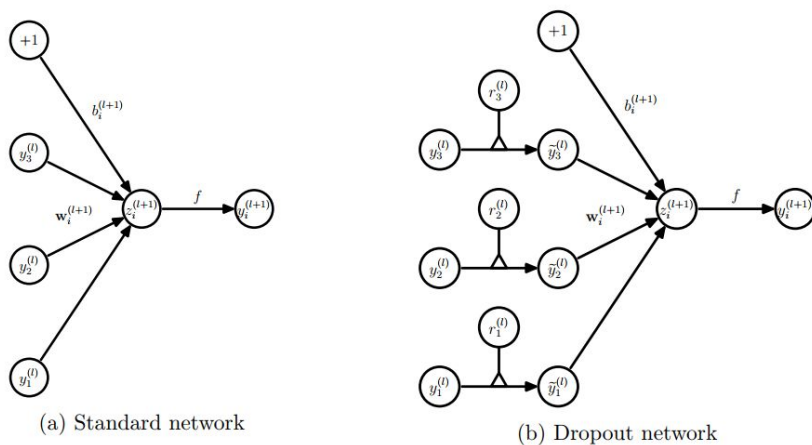 +1
b_i^{(l+1)}
y_3^{(l)}
w_i^{(l+1)}
z_i^{(l+1)}
f
y_i^{(l+1)}
y_2^{(l)}
y_1^{(l)}
(a) Standard network
+1
b_i^{(l+1)}
r_3^{(l)}
y_3^{(l)}
ỹ_3^{(l)}
r_2^{(l)}
w_i^{(l+1)}
z_i^{(l+1)}
f
y_i^{(l+1)}
y_2^{(l)}
ỹ_2^{(l)}
r_1^{(l)}
y_1^{(l)}
ỹ_1^{(l)}
(b) Dropout network